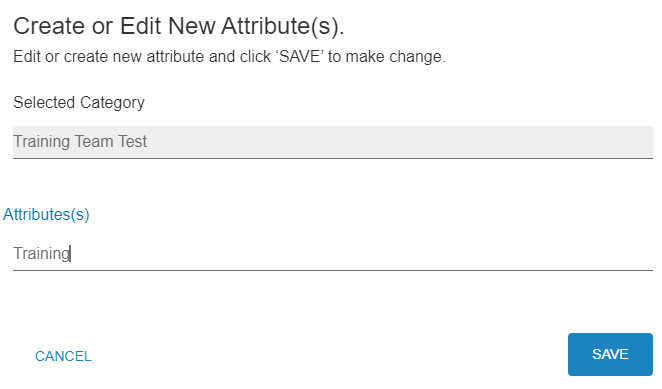 Create or Edit New Attribute(s).
Edit or create new attribute and click ‘SAVE’ to make change.
Selected Category
Training Team Test
Attributes(s)
Training
CANCEL
SAVE